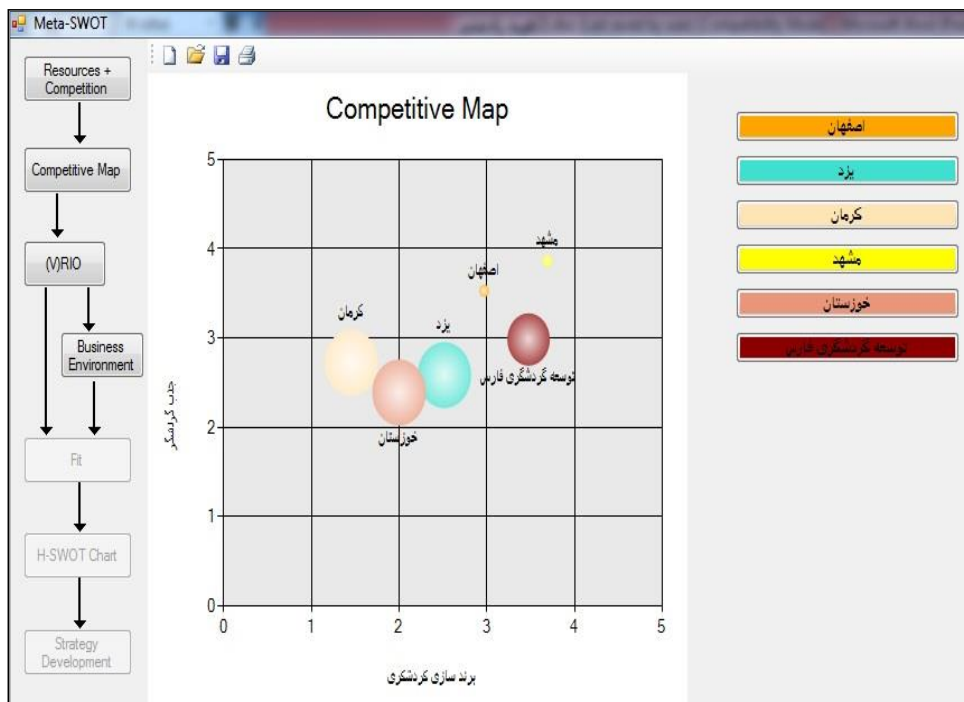 Meta-SWOT
Resources +
Competition
Competitive Map
(V)RIO
Business
Environment
Fit
H-SWOT Chart
Strategy
Development
Competitive Map
5
4
3
2
1
0
0
1
2
3
4
5
جذب گردشگر
برند سازی گردشگری
مشهد
اصفهان
کرمان
یزد
توسعه گردشگری فارس
خوزستان
اصفهان
یزد
کرمان
مشهد
خوزستان
توسعه گردشگری فارس